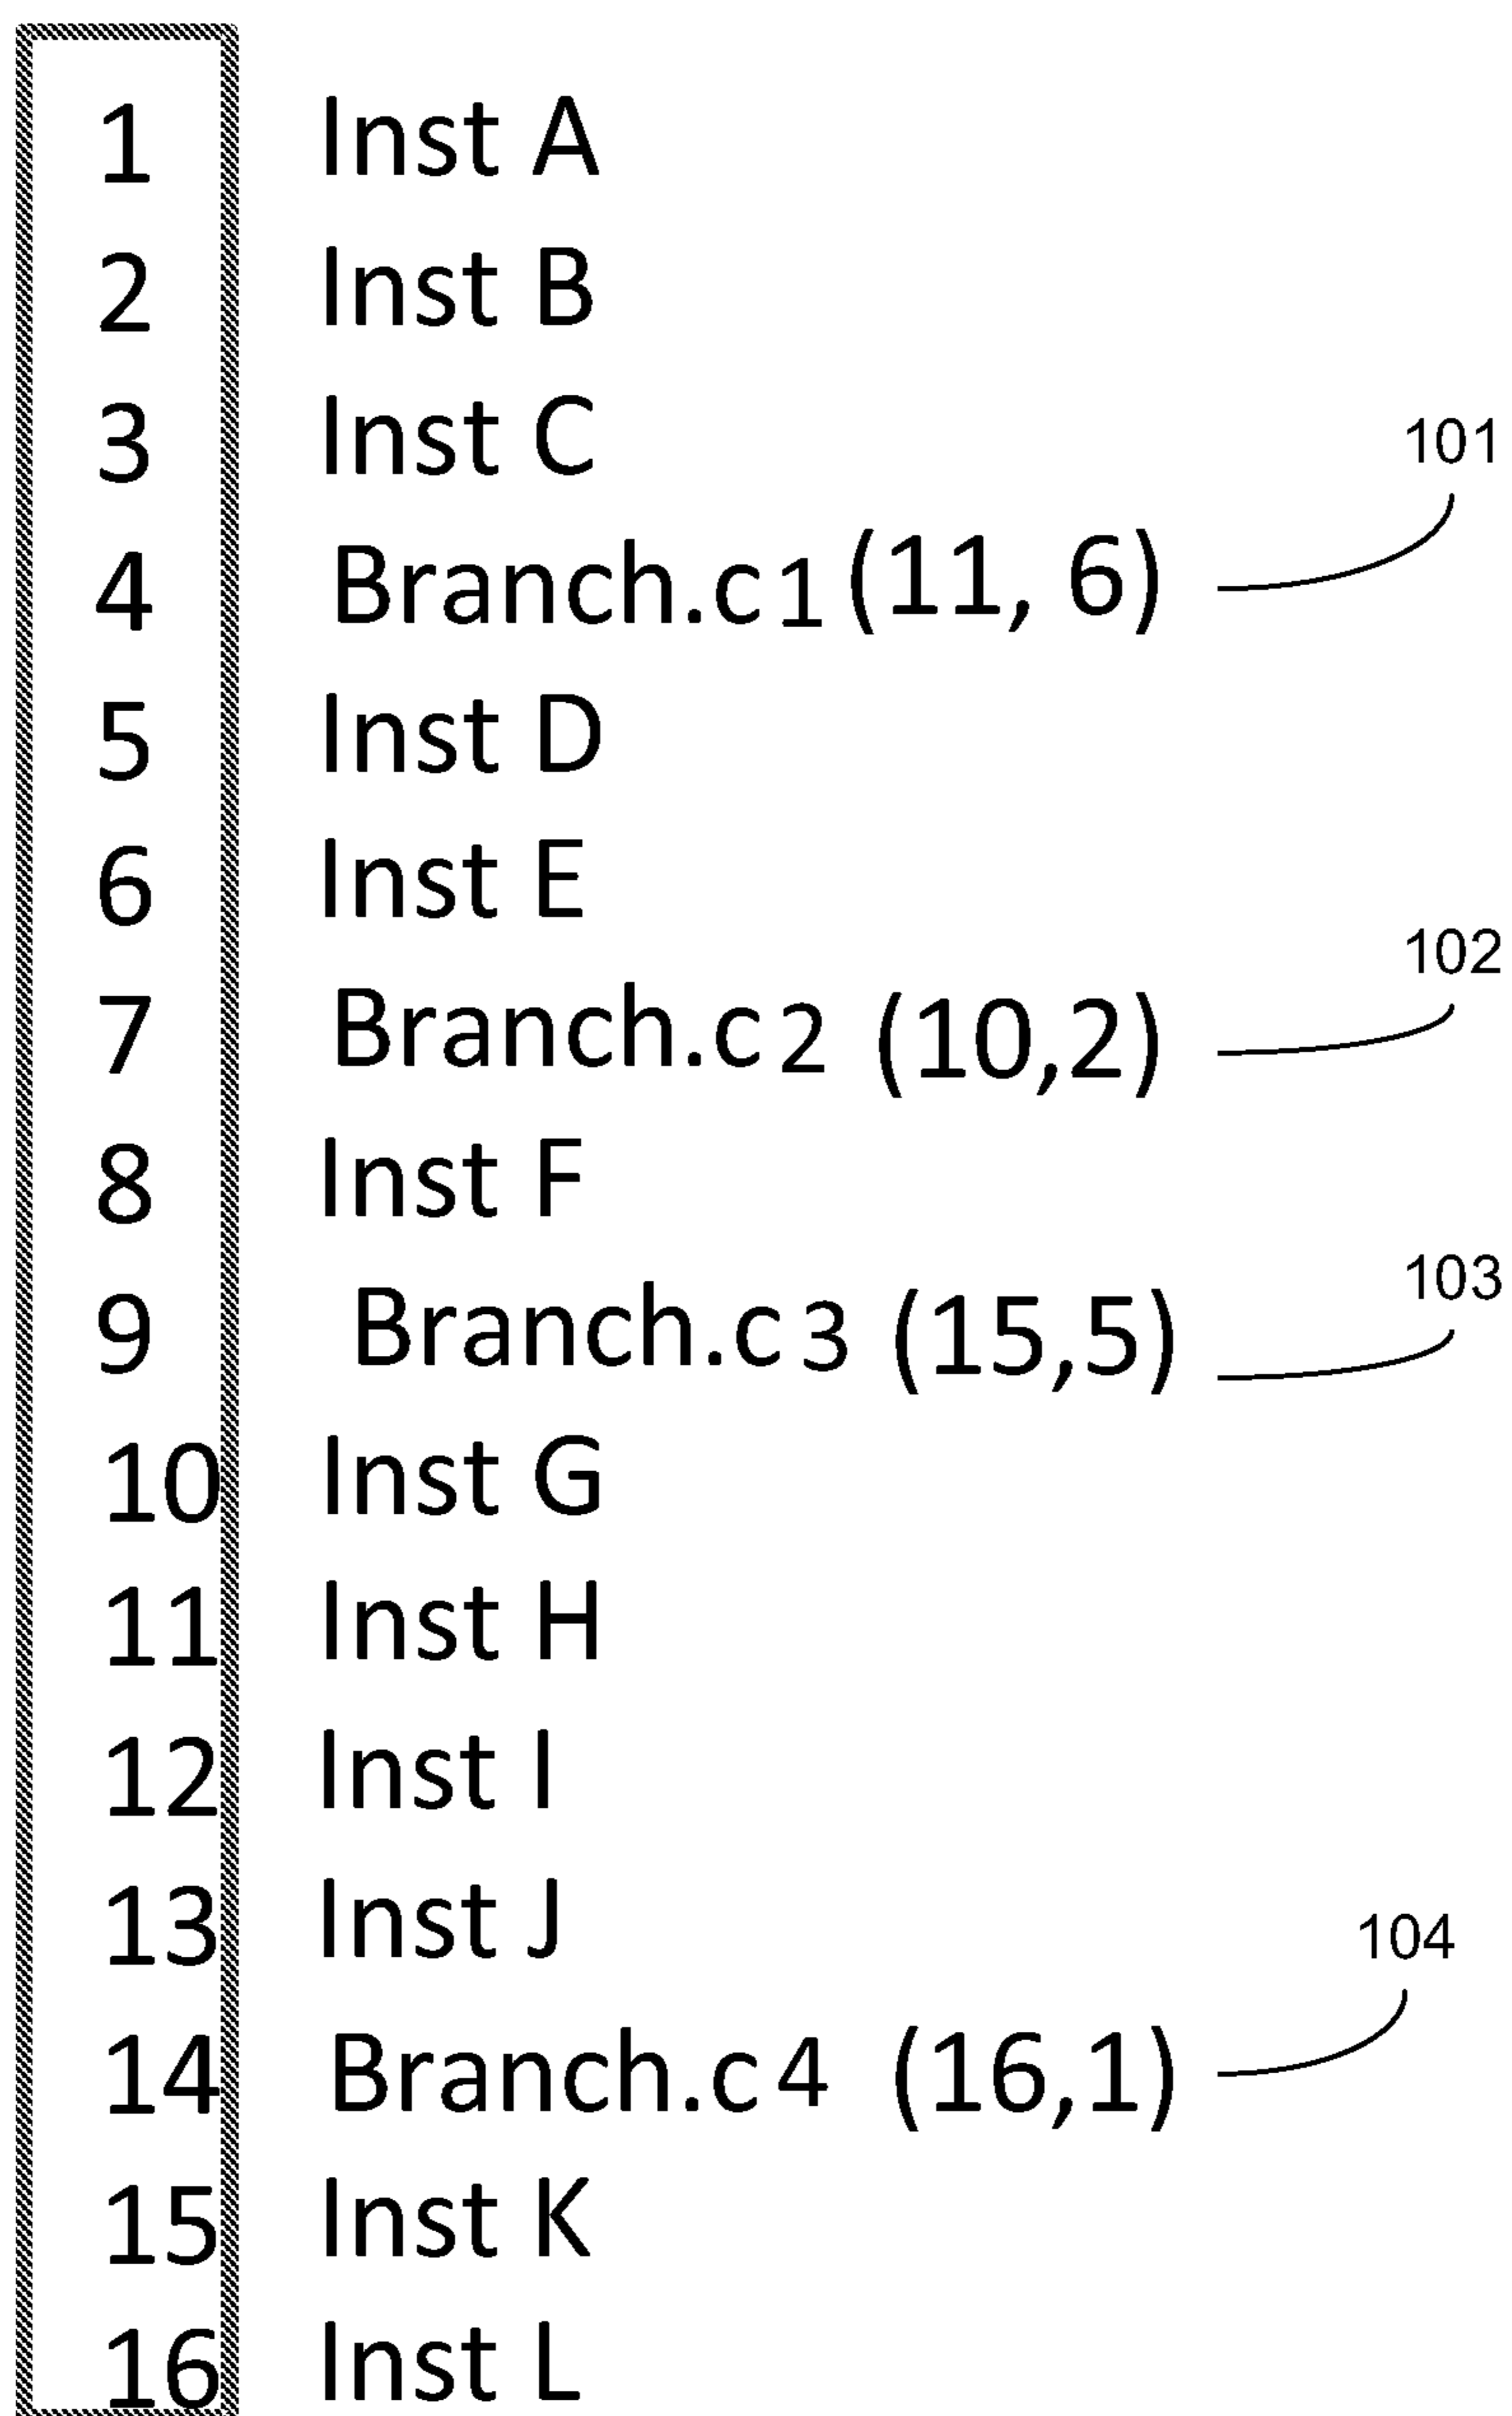 1 Inst A
2 Inst B
3 Inst C
101
4 Branch.c1 (11, 6)
5 Inst D
6 Inst E
102
7 Branch.c2 (10,2)
8 Inst F
103
9 Branch.c3 (15,5)
10 Inst G
11 Inst H
12 Inst I
13 Inst J
104
14 Branch.c4 (16,1)
15 Inst K
16 Inst L